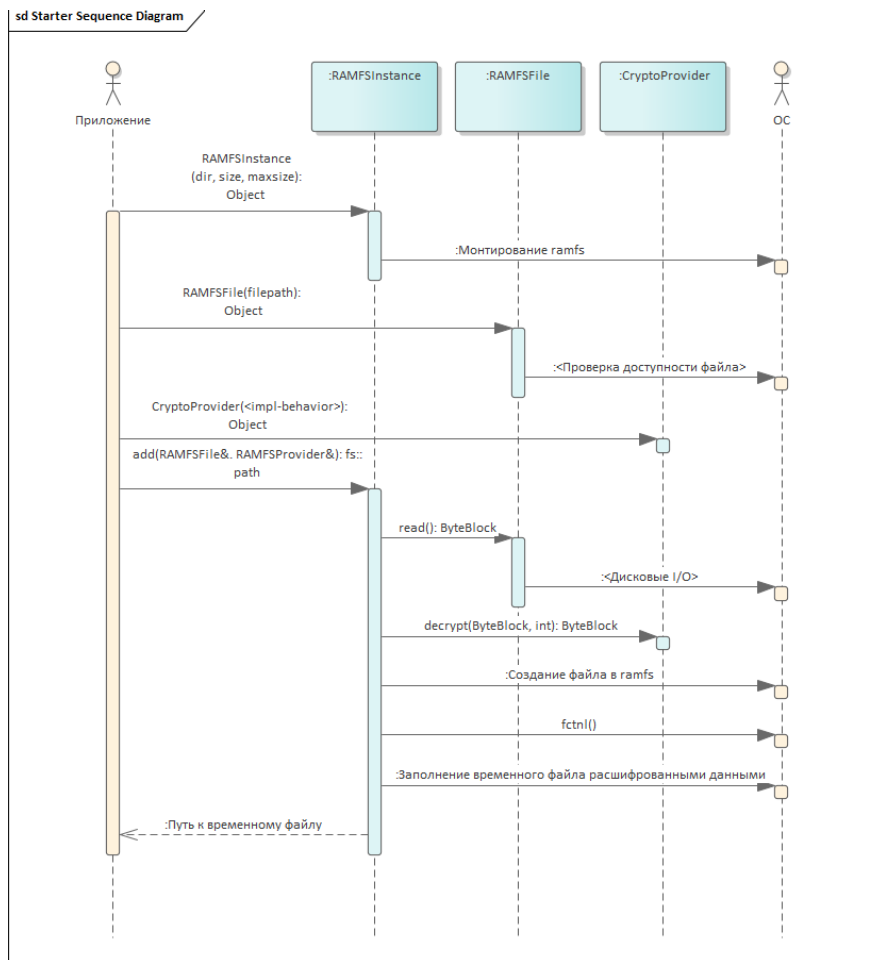 sd Starter Sequence Diagram
:RAMFSInstance
:RAMFSFile
:CryptoProvider
Приложение
ОС
RAMFSInstance
(dir, size, maxsize):
Object
:Монтирование ramfs
RAMFSFile(filepath):
Object
:<Проверка доступности файла>
CryptoProvider(<impl-behavior>):
Object
add(RAMFSFile&. RAMFSProvider&): fs::
path
read(): ByteBlock
:<Дисковые I/O>
decrypt(ByteBlock, int): ByteBlock
:Создание файла в ramfs
fctnl()
:Заполнение временного файла расшифрованными данными
:Путь к временному файлу